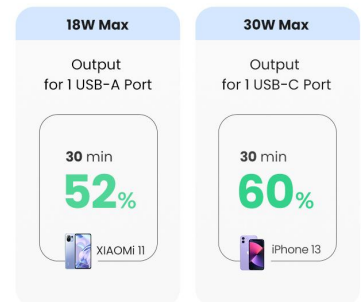 18W Max
Output
for 1 USB-A Port
30 min
52%
XIAOMi 11
30W Max
Output
for 1 USB-C Port
30 min
60%
iPhone 13